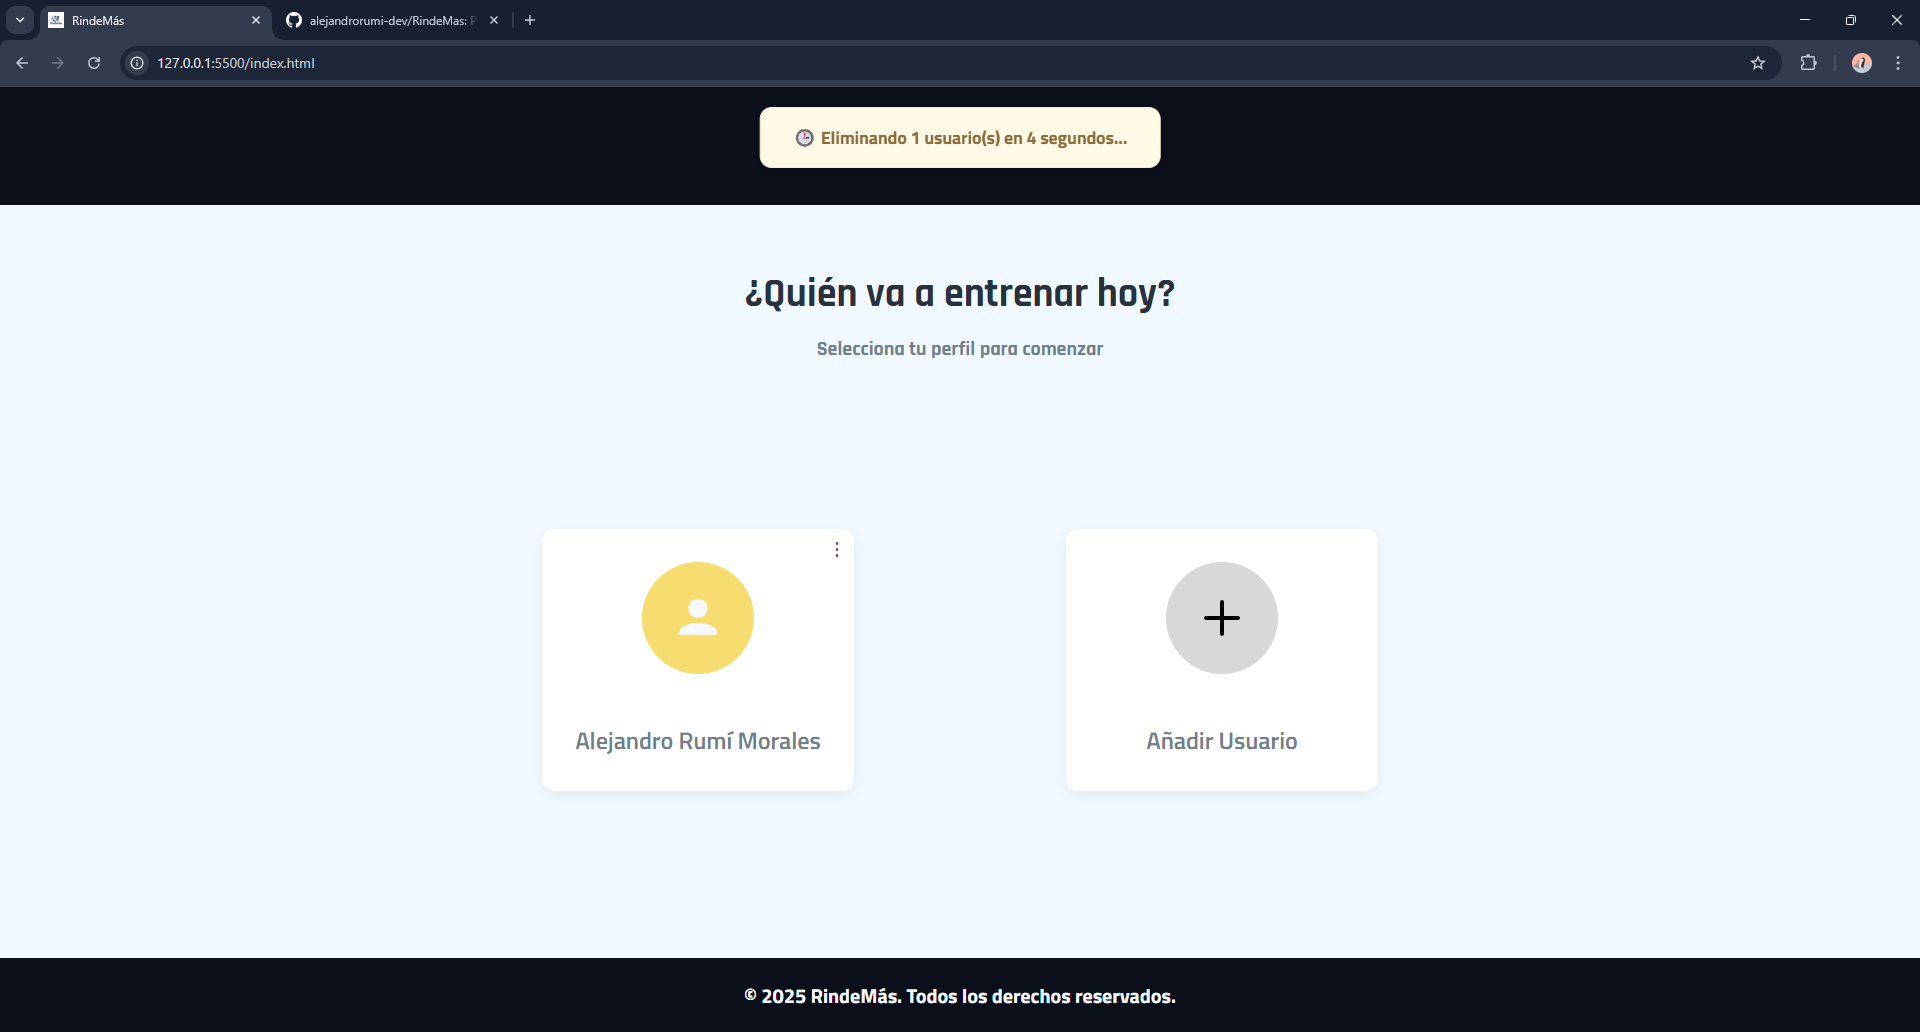 RindeMás
alejandrorumi-dev/RindeMas: P
127.0.0.1:5500/index.html
Eliminando 1 usuario(s) en 4 segundos...
¿Quién va a entrenar hoy?
Selecciona tu perfil para comenzar
Alejandro Rumí Morales
Añadir Usuario
© 2025 RindeMás. Todos los derechos reservados.